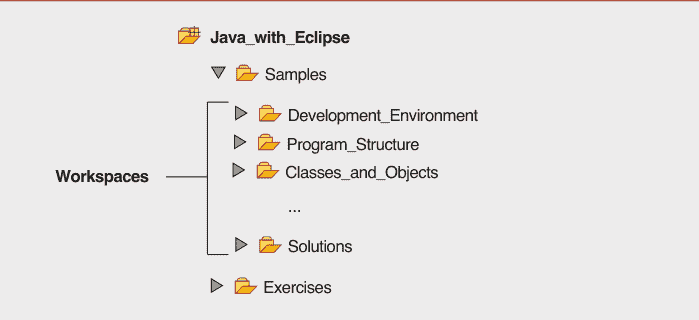 Java_with_Eclipse
Samples
Development_Environment
Program_Structure
Workspaces
Classes_and_Objects
...
Solutions
Exercises